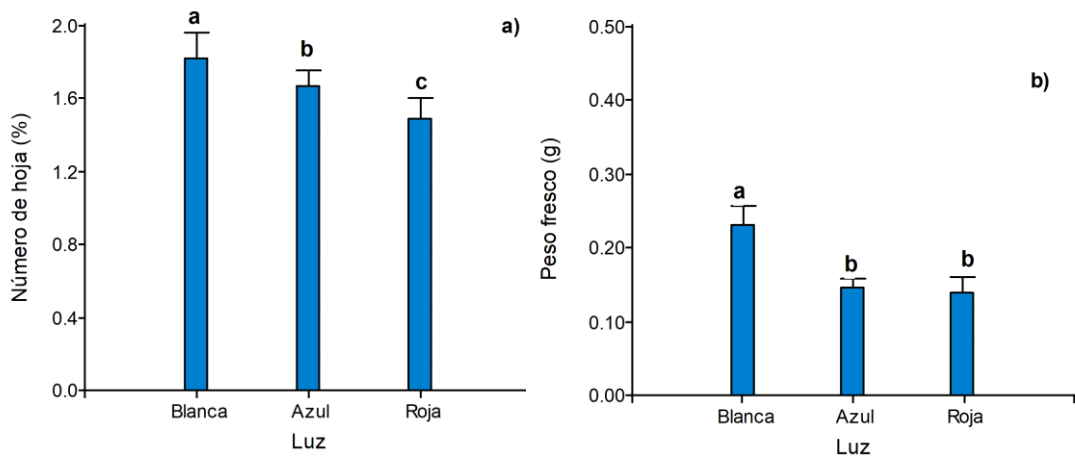 a)
Número de hoja (%)
2.0
1.6
1.2
0.8
0.4
0.0
a
b
c
Blanca Azul Roja
Luz
b)
Peso fresco (g)
0.50
0.40
0.30
0.20
0.10
0.00
a
b
b
Blanca Azul Roja
Luz